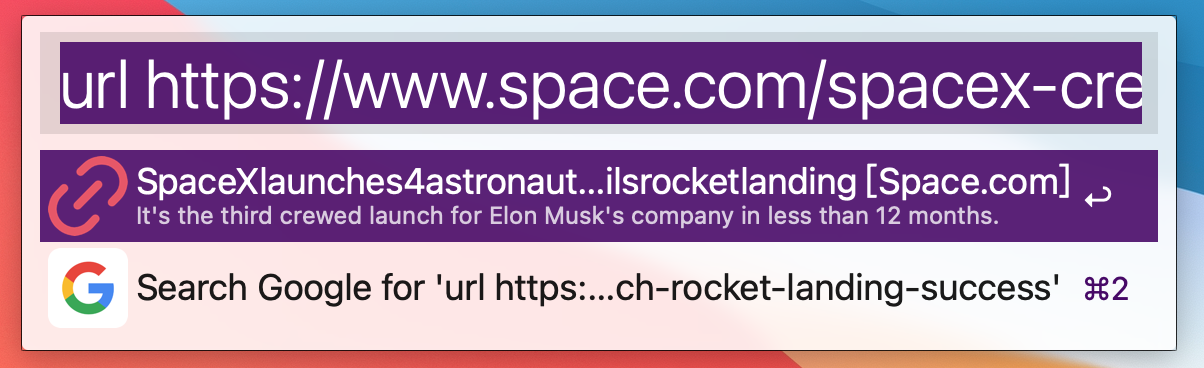 url https://www.space.com/spacex-cre
SpaceXlaunches4astronaut...ilsrocketlanding [Space.com]
It's the third crewed launch for Elon Musk's company in less than 12 months.
Search Google for 'url https:...ch-rocket-landing-success' ⌘2